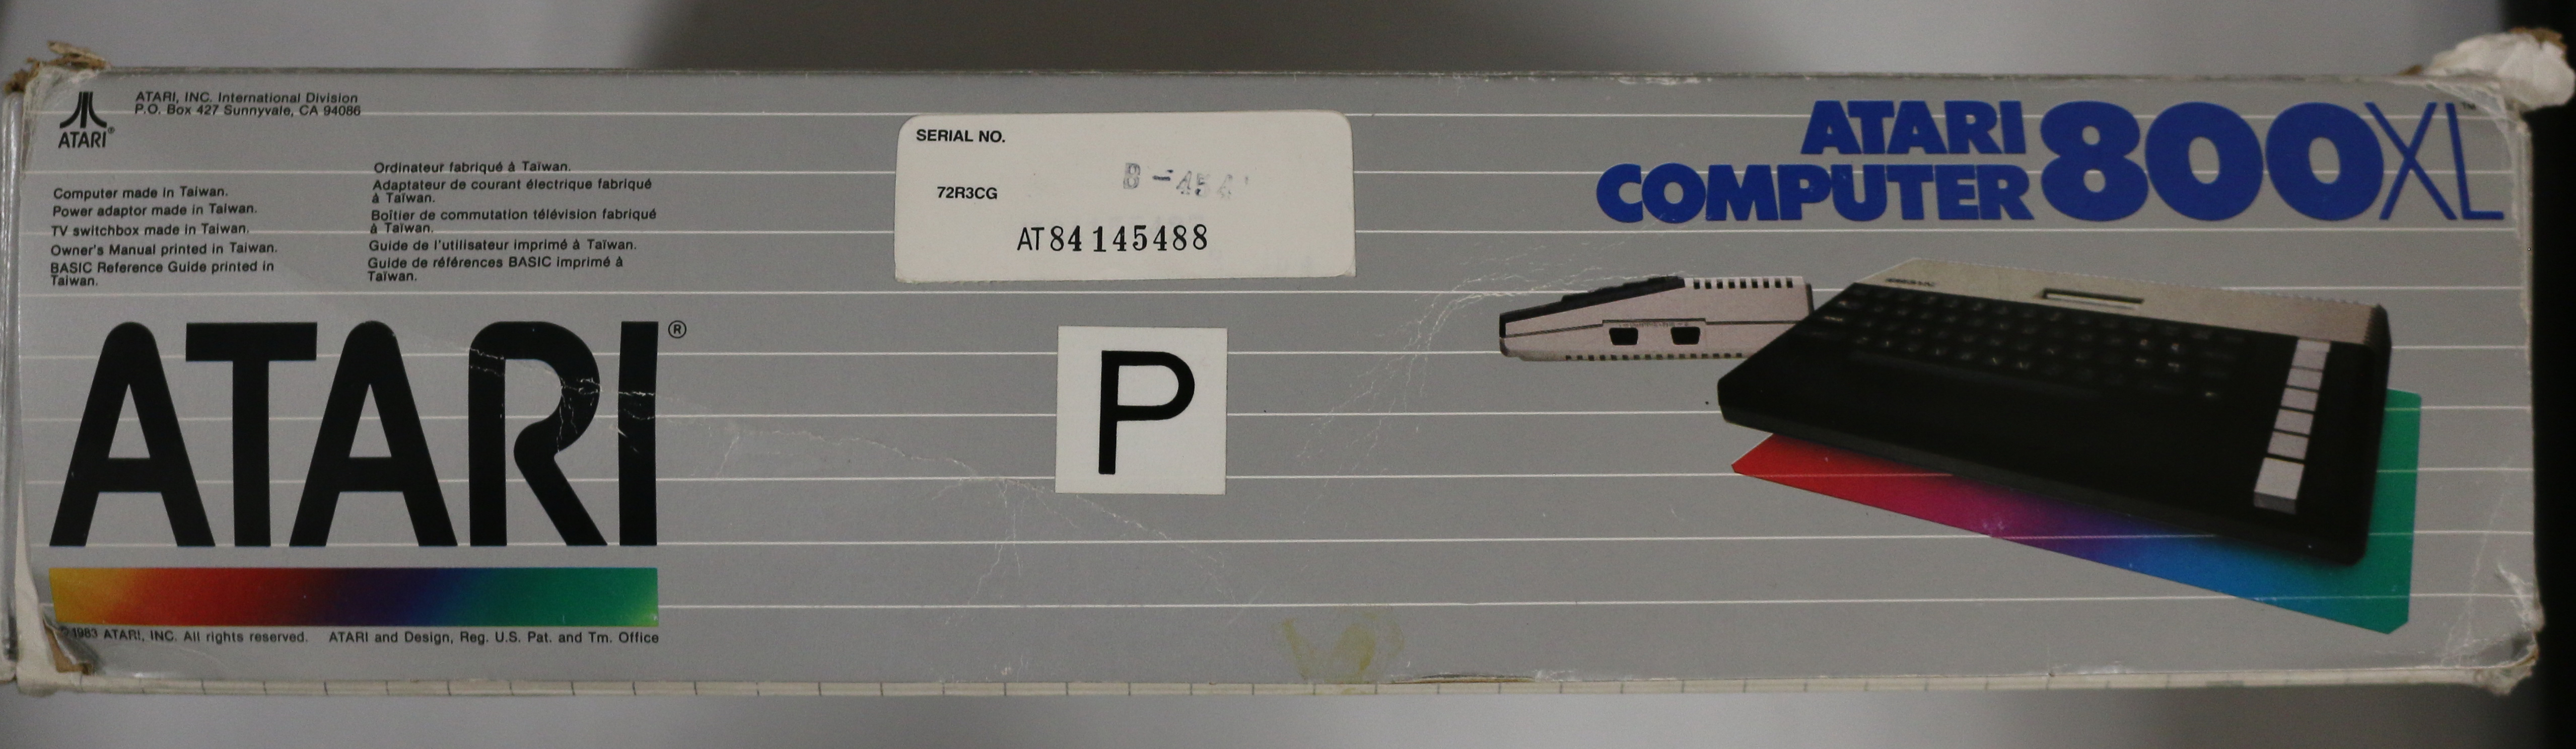 ATARI, INC. International Division
P.O. Box 427 Sunnyvale, CA 94086
ATARI®
Computer made in Taiwan.
Power adaptor made in Taiwan.
TV switchbox made in Taiwan.
Owner's Manual printed in Taiwan.
BASIC Reference Guide printed in
Taiwan.
Ordinateur fabriqué à Taïwan.
Adaptateur de courant électrique fabriqué
à Taïwan.
Boîtier de commutation télévision fabriqué
à Taïwan.
Guide de l'utilisateur imprimé à Taïwan.
Guide de références BASIC imprimé à
Taïwan.
ATARI®
©1983 ATARI, INC. All rights reserved. ATARI and Design, Reg. U.S. Pat. and Tm. Office
SERIAL NO.
72R3CG
AT84145488
P
ATARI
COMPUTER 800XL™